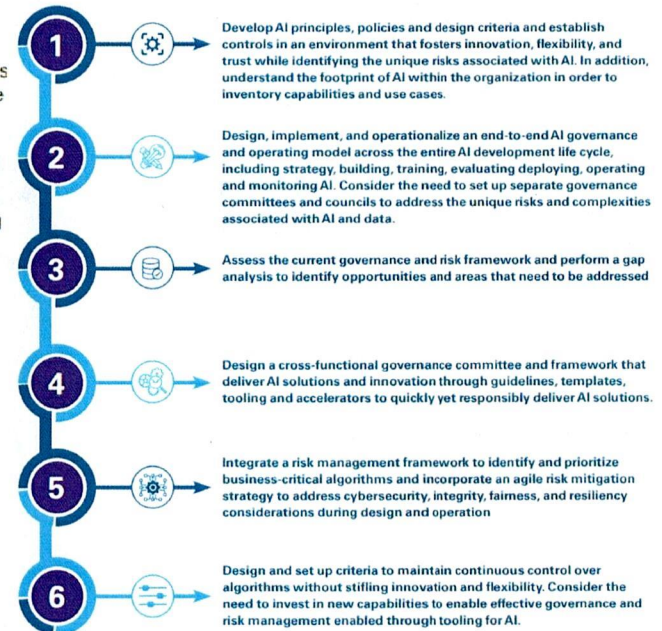 1
Develop AI principles, policies and design criteria and establish
controls in an environment that fosters innovation, flexibility, and
trust while identifying the unique risks associated with AI. In addition,
understand the footprint of AI within the organization in order to
inventory capabilities and use cases.
2
Design, implement, and operationalize an end-to-end AI governance
and operating model across the entire AI development life cycle,
including strategy, building, training, evaluating deploying, operating
and monitoring AI. Consider the need to set up separate governance
committees and councils to address the unique risks and complexities
associated with AI and data.
3
Assess the current governance and risk framework and perform a gap
analysis to identify opportunities and areas that need to be addressed
4
Design a cross-functional governance committee and framework that
deliver AI solutions and innovation through guidelines, templates,
tooling and accelerators to quickly yet responsibly deliver AI solutions.
5
Integrate a risk management framework to identify and prioritize
business-critical algorithms and incorporate an agile risk mitigation
strategy to address cybersecurity, integrity, fairness, and resiliency
considerations during design and operation
6
Design and set up criteria to maintain continuous control over
algorithms without stifling innovation and flexibility. Consider the
need to invest in new capabilities to enable effective governance and
risk management enabled through tooling for AI.